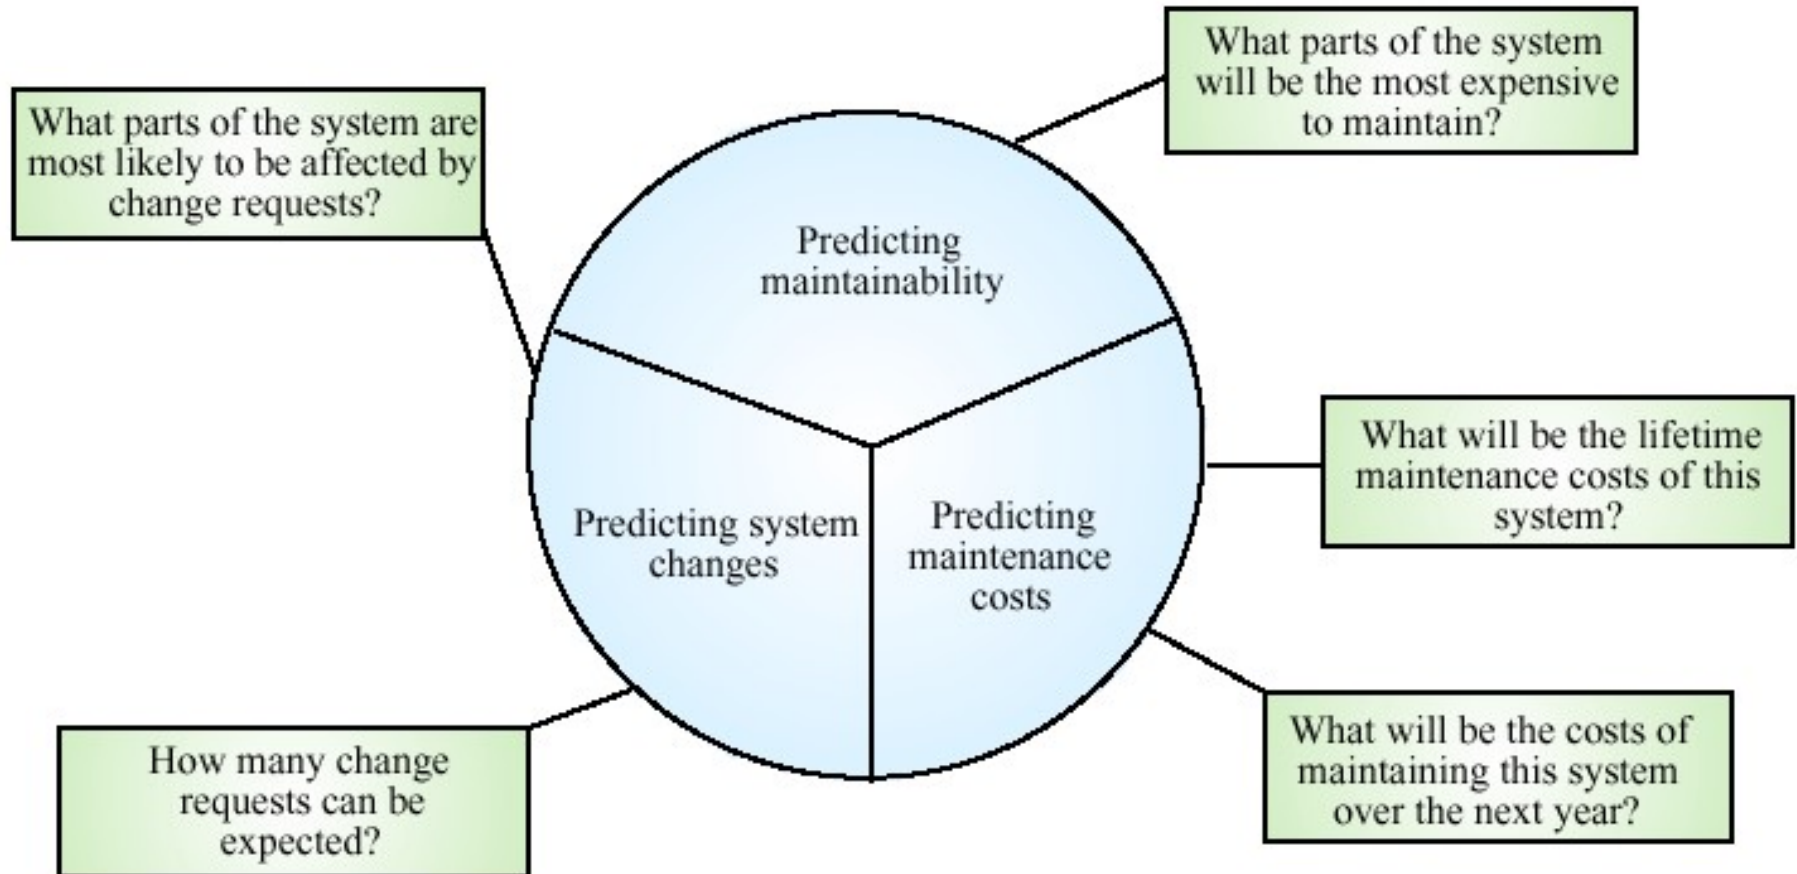 What parts of the system
will be the most expensive
to maintain?
What parts of the system are
most likely to be affected by
change requests?
Predicting
maintainability
What will be the lifetime
maintenance costs of this
system?
Predicting system
changes
Predicting
maintenance
costs
What will be the costs of
maintaining this system
over the next year?
How many change
requests can be
expected?